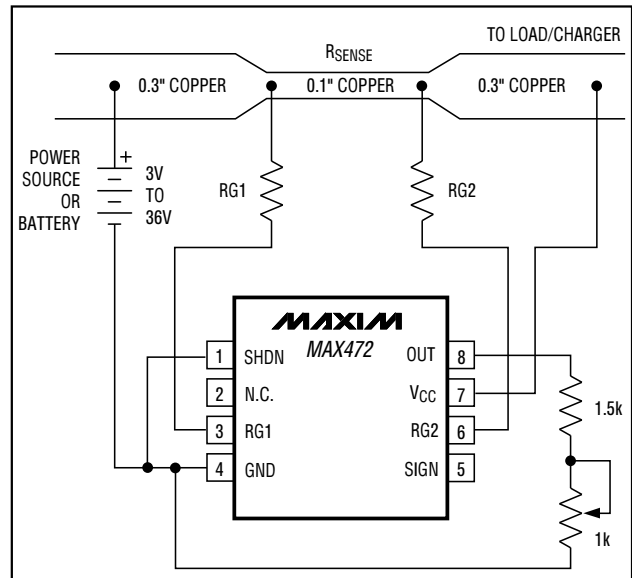 TO LOAD/CHARGER
RSENSE
0.3" COPPER
0.1" COPPER
0.3" COPPER
POWER
SOURCE
OR
BATTERY
+
3V
TO
36V
RG1
RG2
MAXIM
MAX472
1 SHDN
2 N.C.
3 RG1
4 GND
OUT 8
VCC 7
RG2 6
SIGN 5
1.5k
1k